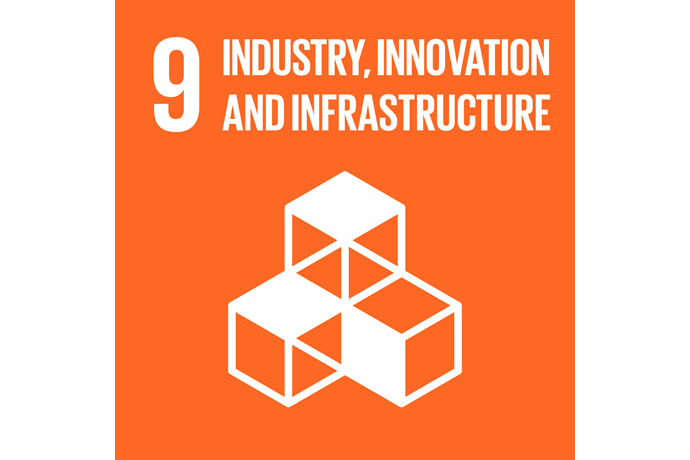 9 INDUSTRY, INNOVATION
AND INFRASTRUCTURE